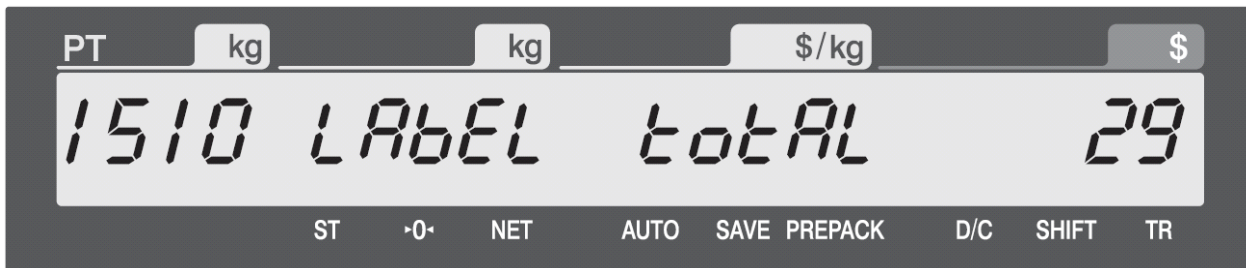 PT kg kg $/kg $
1510 LAbEL totAL 29
ST ▸0◂ NET AUTO SAVE PREPACK D/C SHIFT TR